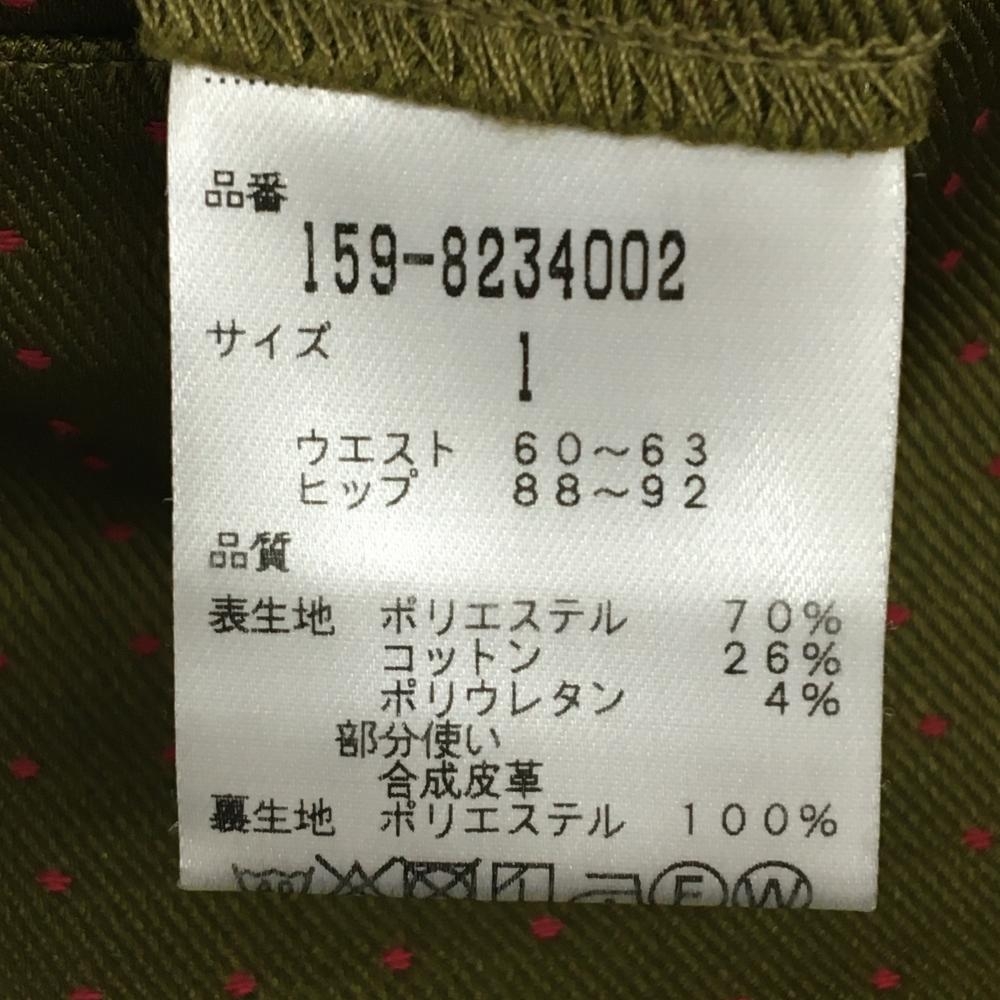 品番
159-8234002
サイズ
1
ウエスト 60～63
ヒップ 88～92
品質
表生地 ポリエステル 70%
コットン 26%
ポリウレタン 4%
部分使い
合成皮革
裏生地 ポリエステル 100%
F W